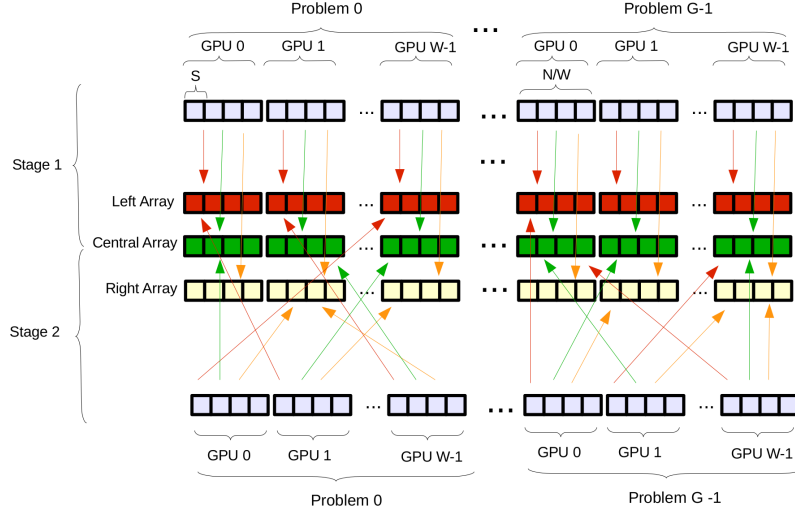 Problem 0
...
Problem G-1
GPU 0
GPU 1
GPU W-1
GPU 0
GPU 1
GPU W-1
S
N/W
...
...
...
Stage 1
...
Left Array
...
...
Central Array
...
...
...
Right Array
...
...
...
Stage 2
...
...
...
GPU 0
GPU 1
GPU W-1
GPU 0
GPU 1
GPU W-1
Problem 0
Problem G -1